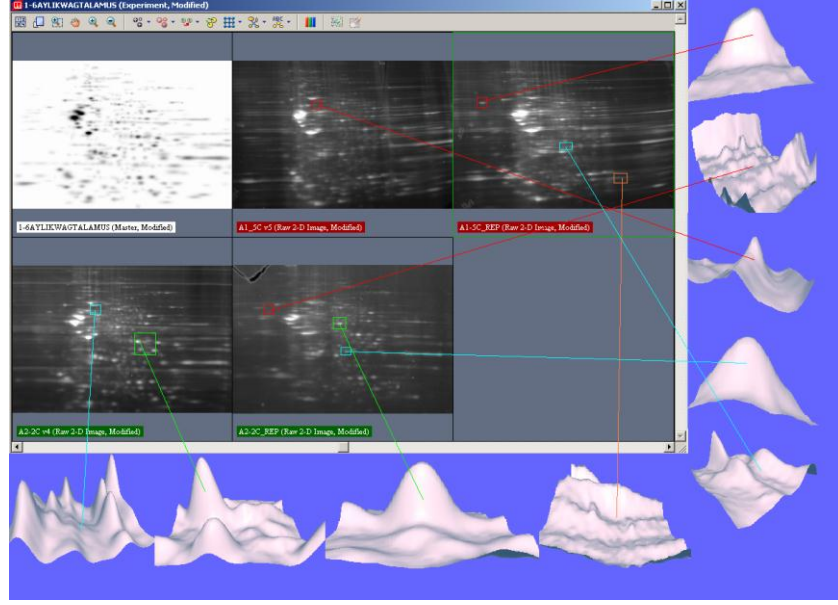 1-6AYLIKWAGTALAMUS (Experiment, Modified)
1-6AYLIKWAGTALAMUS (Master, Modified)
A1_5C v5 (Raw 2-D Image, Modified)
A1-5C_REP (Raw 2-D Image, Modified)
A2-2C v4 (Raw 2-D Image, Modified)
A2-2C_REP (Raw 2-D Image, Modified)